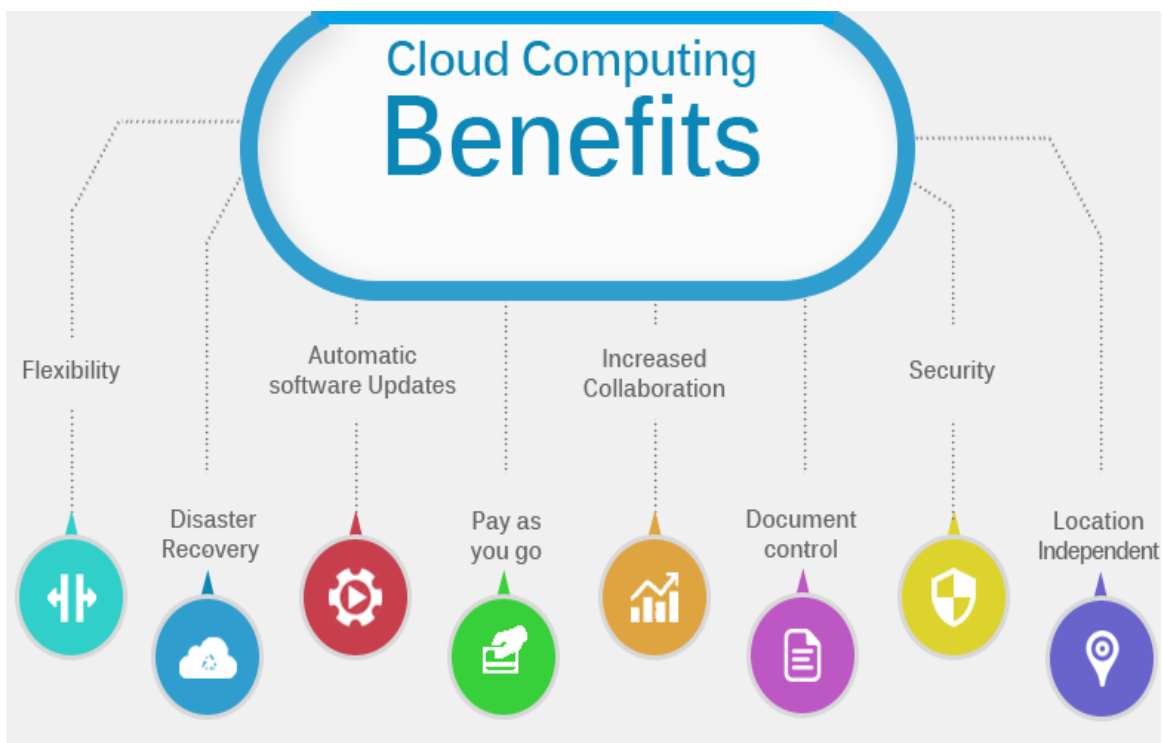 Cloud Computing
Benefits
Flexibility
Disaster
Recovery
Automatic
software Updates
Pay as
you go
Increased
Collaboration
Document
control
Security
Location
Independent